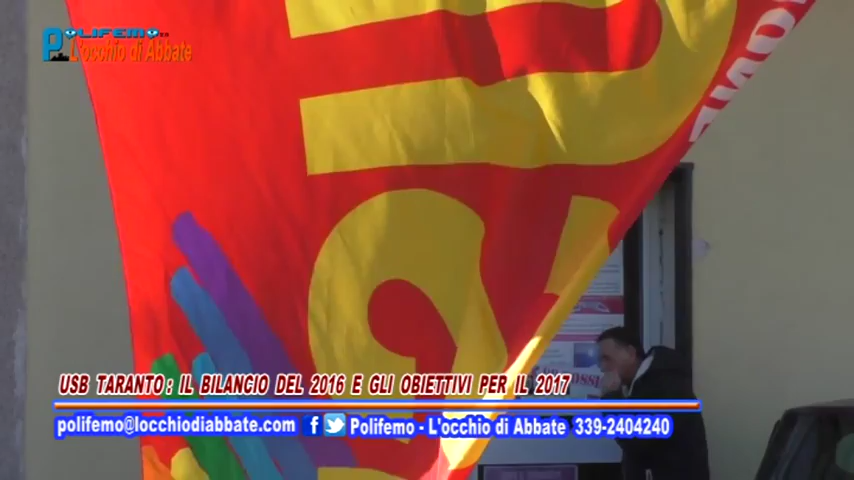 POLIFEMO
L'occhio di Abbate
USB TARANTO: IL BILANCIO DEL 2016 E GLI OBIETTIVI PER IL 2017
polifemo@locchiodiabbate.com
Polifemo - L'occhio di Abbate 339-2404240